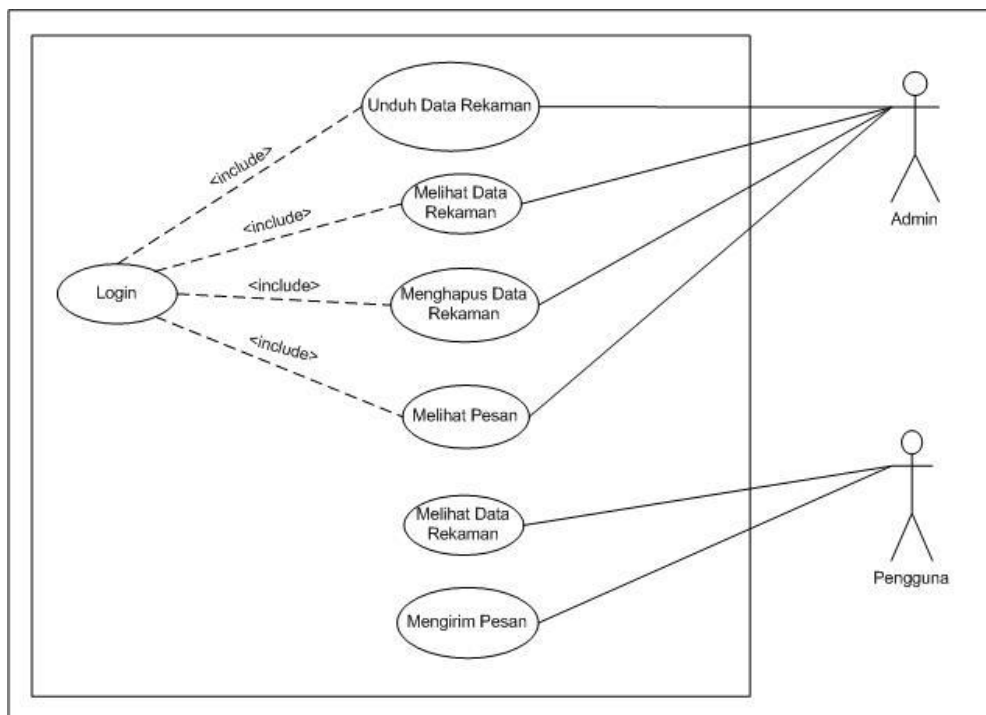 Unduh Data Rekaman
<include>
Melihat Data
Rekaman
<include>
Admin
Login
<include>
Menghapus Data
Rekaman
<include>
Melihat Pesan
Melihat Data
Rekaman
Pengguna
Mengirim Pesan